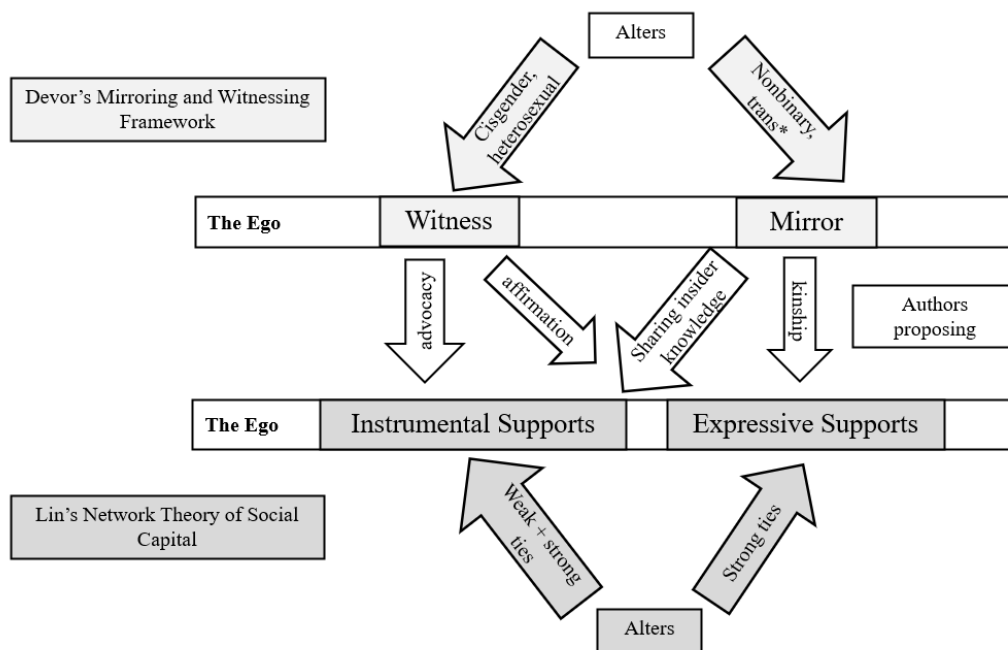 Alters
Devor's Mirroring and Witnessing
Framework
Cisgender,
heterosexual
Nonbinary,
trans*
The Ego
Witness
Mirror
advocacy
affirmation
Sharing insider
knowledge
kinship
Authors
proposing
The Ego
Instrumental Supports
Expressive Supports
Lin's Network Theory of Social
Capital
Weak + strong
ties
Strong ties
Alters